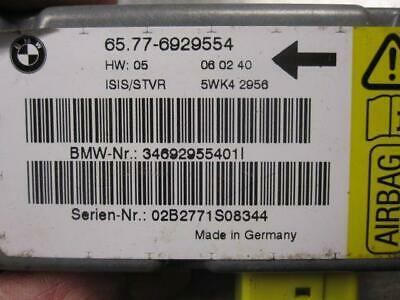 65.77-6929554
HW: 05 06 02 40
ISIS/STVR 5WK4 2956
BMW-Nr.: 34692955401I
Serien-Nr.: 02B2771S08344
Made in Germany
AIRBAG
BMW